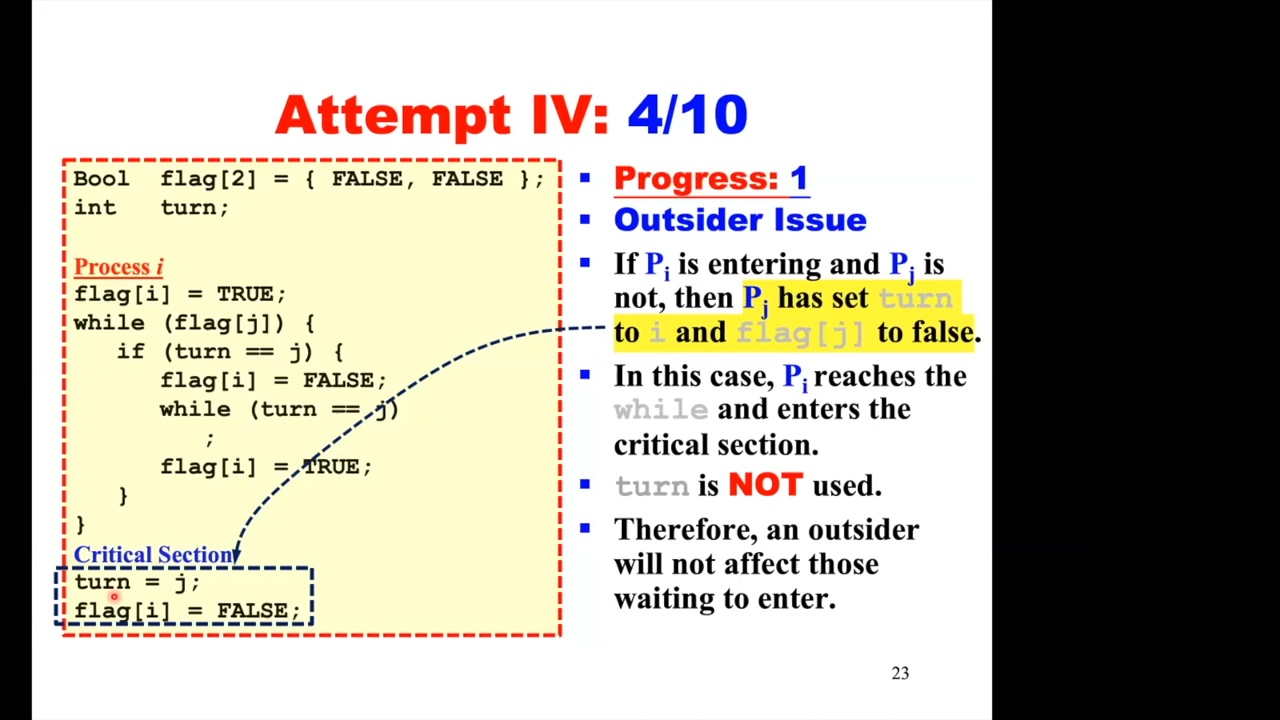 Attempt IV: 4/10
Bool flag[2] = { FALSE, FALSE };
int turn;
Process i
flag[i] = TRUE;
while (flag[j]) {
if (turn == j) {
flag[i] = FALSE;
while (turn == j)
;
flag[i] = TRUE;
}
}
Critical Section
turn = j;
flag[i] = FALSE;
Progress: 1
Outsider Issue
If Pi is entering and Pj is
not, then Pj has set turn
to i and flag[j] to false.
In this case, Pi reaches the
while and enters the
critical section.
turn is NOT used.
Therefore, an outsider
will not affect those
waiting to enter.
23